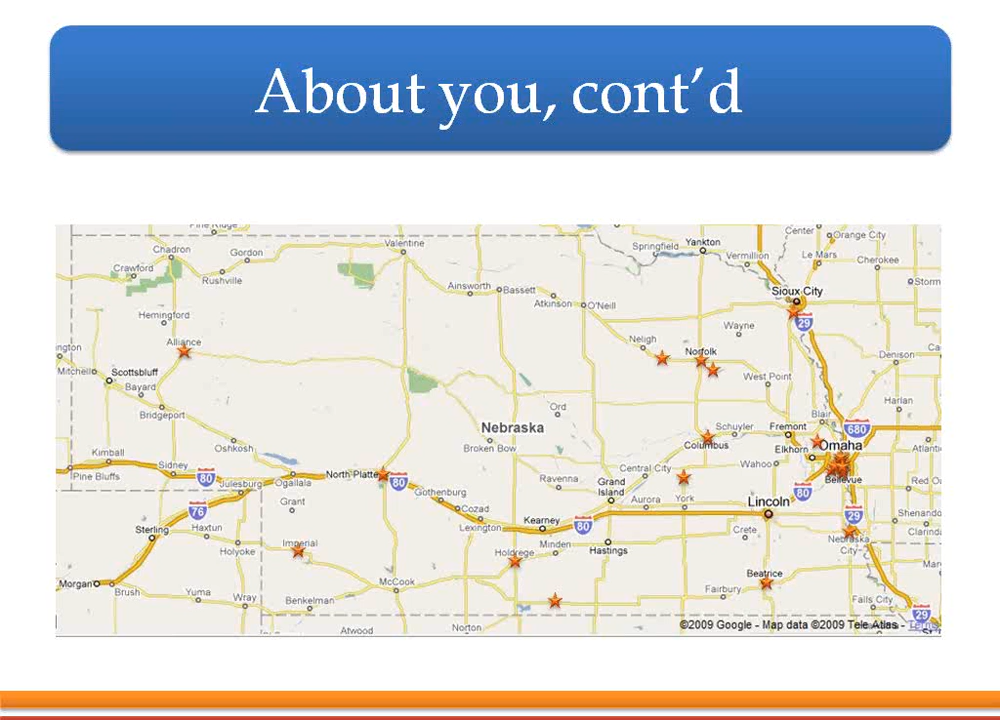 About you, cont’d
Pine Ridge
Center
Orange City
Chadron
Gordon
Valentine
Springfield
Yankton
Vermillion
Le Mars
Cherokee
Crawford
Rushville
Ainsworth
Bassett
Atkinson
O'Neill
Sioux City
Storm
Hemingford
29
Wayne
Alliance
Neligh
Norfolk
Denison
Mitchell
Scottsbluff
West Point
Bayard
Harlan
Bridgeport
Ord
Blair
Nebraska
Schuyler
Fremont
680
Oshkosh
Broken Bow
Columbus
Elkhorn
Omaha
Atlantic
Kimball
Sidney
80
North Platte
80
Central City
Wahoo
Bellevue
Pine Bluffs
Julesburg
Ogallala
Ravenna
Grand
Island
80
Red
Grant
Gothenburg
Aurora
York
Lincoln
76
Cozad
29
Shenando
Sterling
Haxtun
Lexington
Kearney
80
Crete
Nebraska
City
Clarinda
Holyoke
Imperial
Minden
Hastings
Holdrege
Morgan
Brush
Yuma
Wray
McCook
Beatrice
Fairbury
Benkelman
Falls City
29
Atwood
Norton
©2009 Google - Map data ©2009 Tele Atlas - Terms